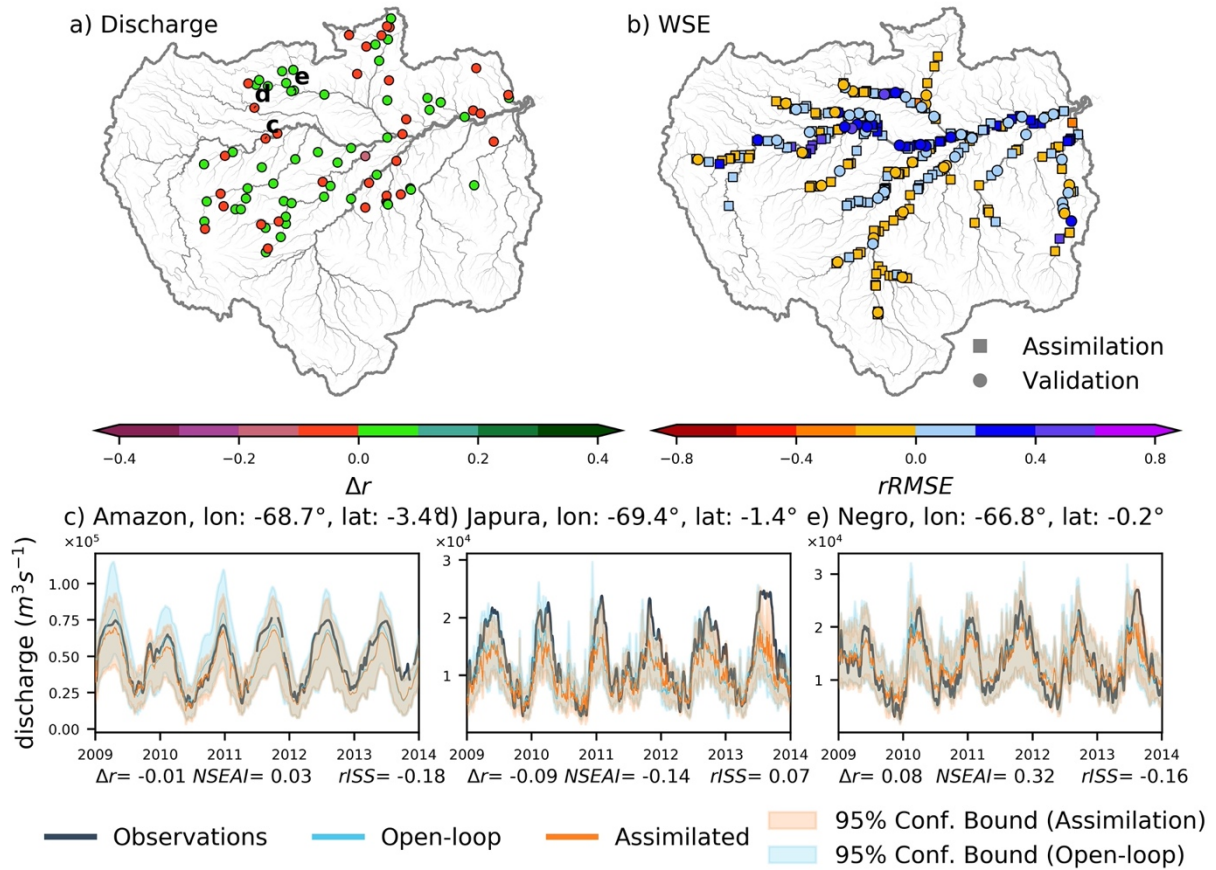 a) Discharge
b) WSE
e
d
c
Assimilation
Validation
−0.4 −0.2 0.0 0.2 0.4
−0.8 −0.4 0.0 0.4 0.8
Δr
rRMSE
c) Amazon, lon: -68.7°, lat: -3.4°
d) Japura, lon: -69.4°, lat: -1.4°
e) Negro, lon: -66.8°, lat: -0.2°
×10⁵
×10⁴
×10⁴
discharge (m³s⁻¹)
1.00
0.75
0.50
0.25
0.00
3
2
1
3
2
1
2009 2010 2011 2012 2013 2014
2009 2010 2011 2012 2013 2014
2009 2010 2011 2012 2013 2014
Δr= -0.01 NSEAI= 0.03 rISS= -0.18
Δr= -0.09 NSEAI= -0.14 rISS= 0.07
Δr= 0.08 NSEAI= 0.32 rISS= -0.16
Observations
Open-loop
Assimilated
95% Conf. Bound (Assimilation)
95% Conf. Bound (Open-loop)